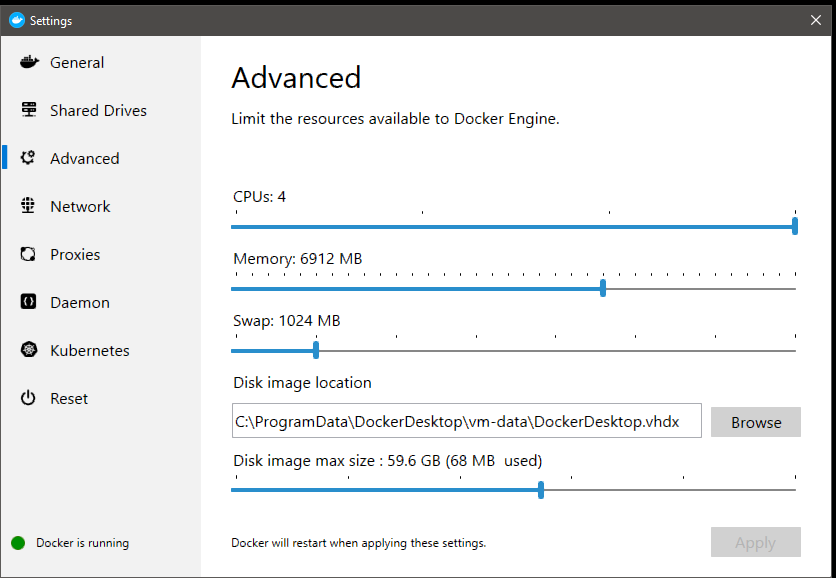 Settings
General
Shared Drives
Advanced
Network
Proxies
Daemon
Kubernetes
Reset
Docker is running
Advanced
Limit the resources available to Docker Engine.
CPUs: 4
Memory: 6912 MB
Swap: 1024 MB
Disk image location
C:\ProgramData\DockerDesktop\vm-data\DockerDesktop.vhdx
Browse
Disk image max size : 59.6 GB (68 MB  used)
Docker will restart when applying these settings.
Apply